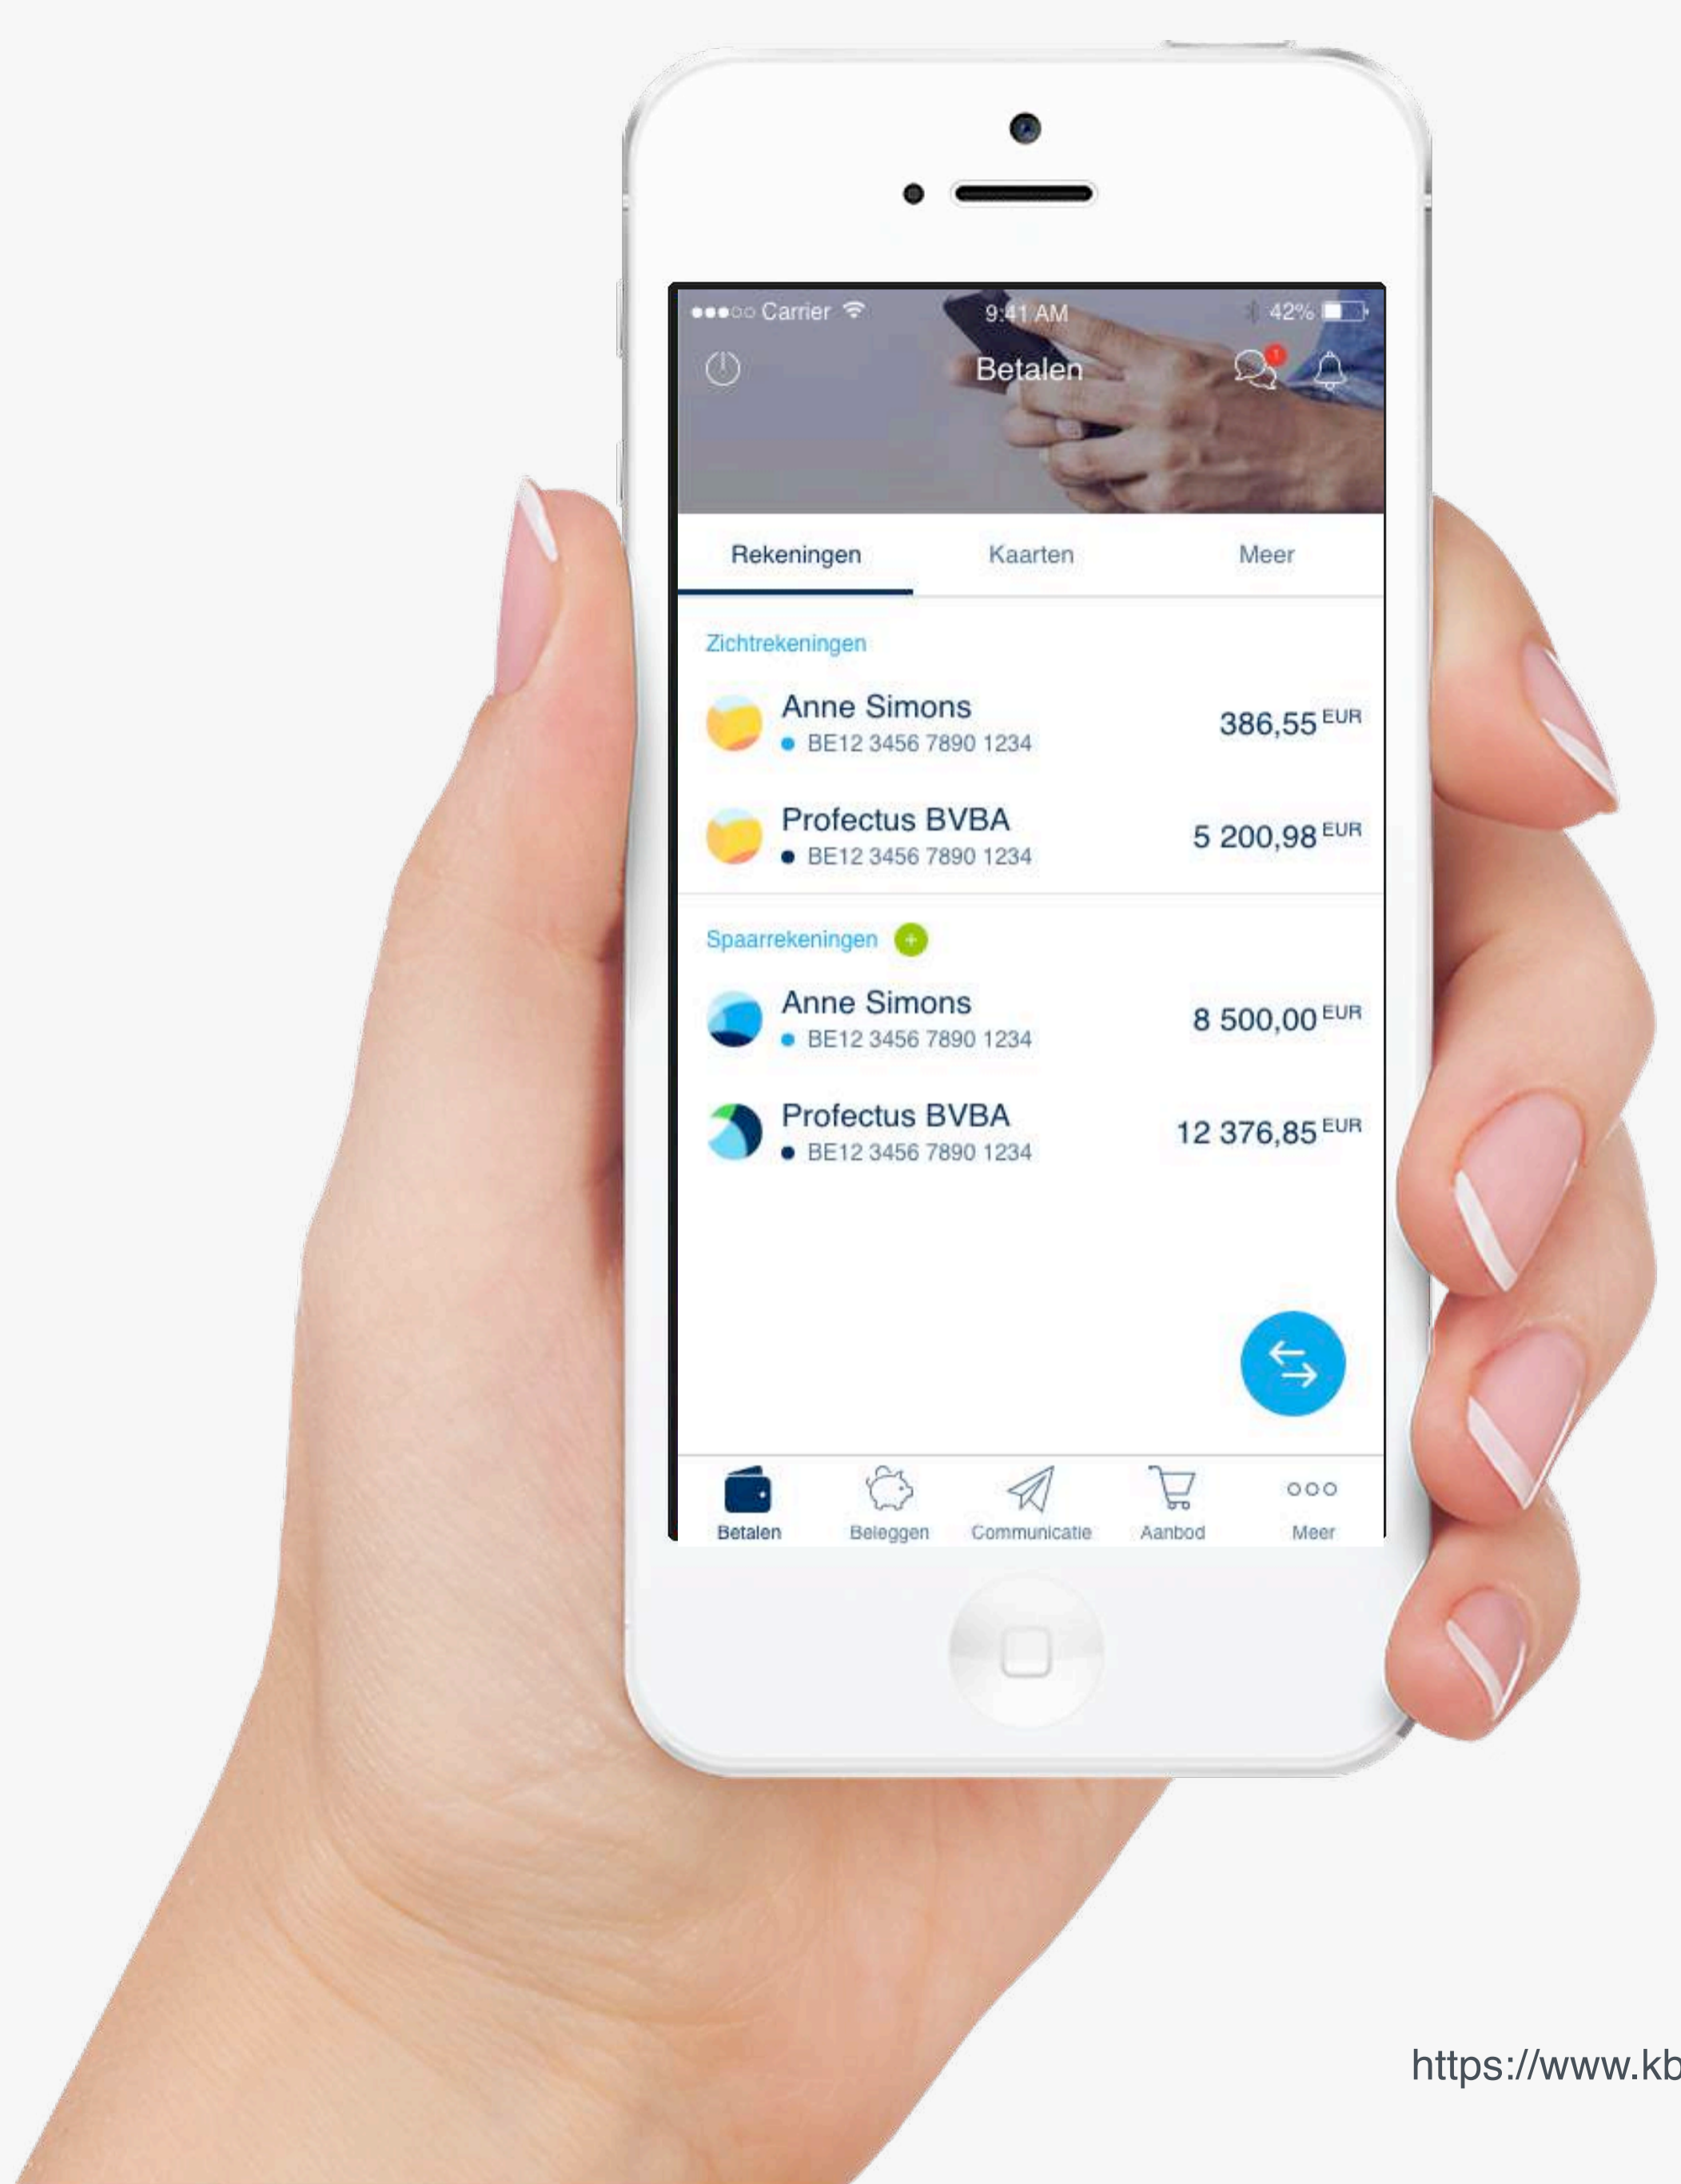 Carrier 9:41 AM 42%
Betalen
1
Rekeningen Kaarten Meer
Zichtrekeningen
Anne Simons
BE12 3456 7890 1234
386,55 EUR
Profectus BVBA
BE12 3456 7890 1234
5 200,98 EUR
Spaarrekeningen +
Anne Simons
BE12 3456 7890 1234
8 500,00 EUR
Profectus BVBA
BE12 3456 7890 1234
12 376,85 EUR
Betalen Beleggen Communicatie Aanbod Meer
https://www.kb